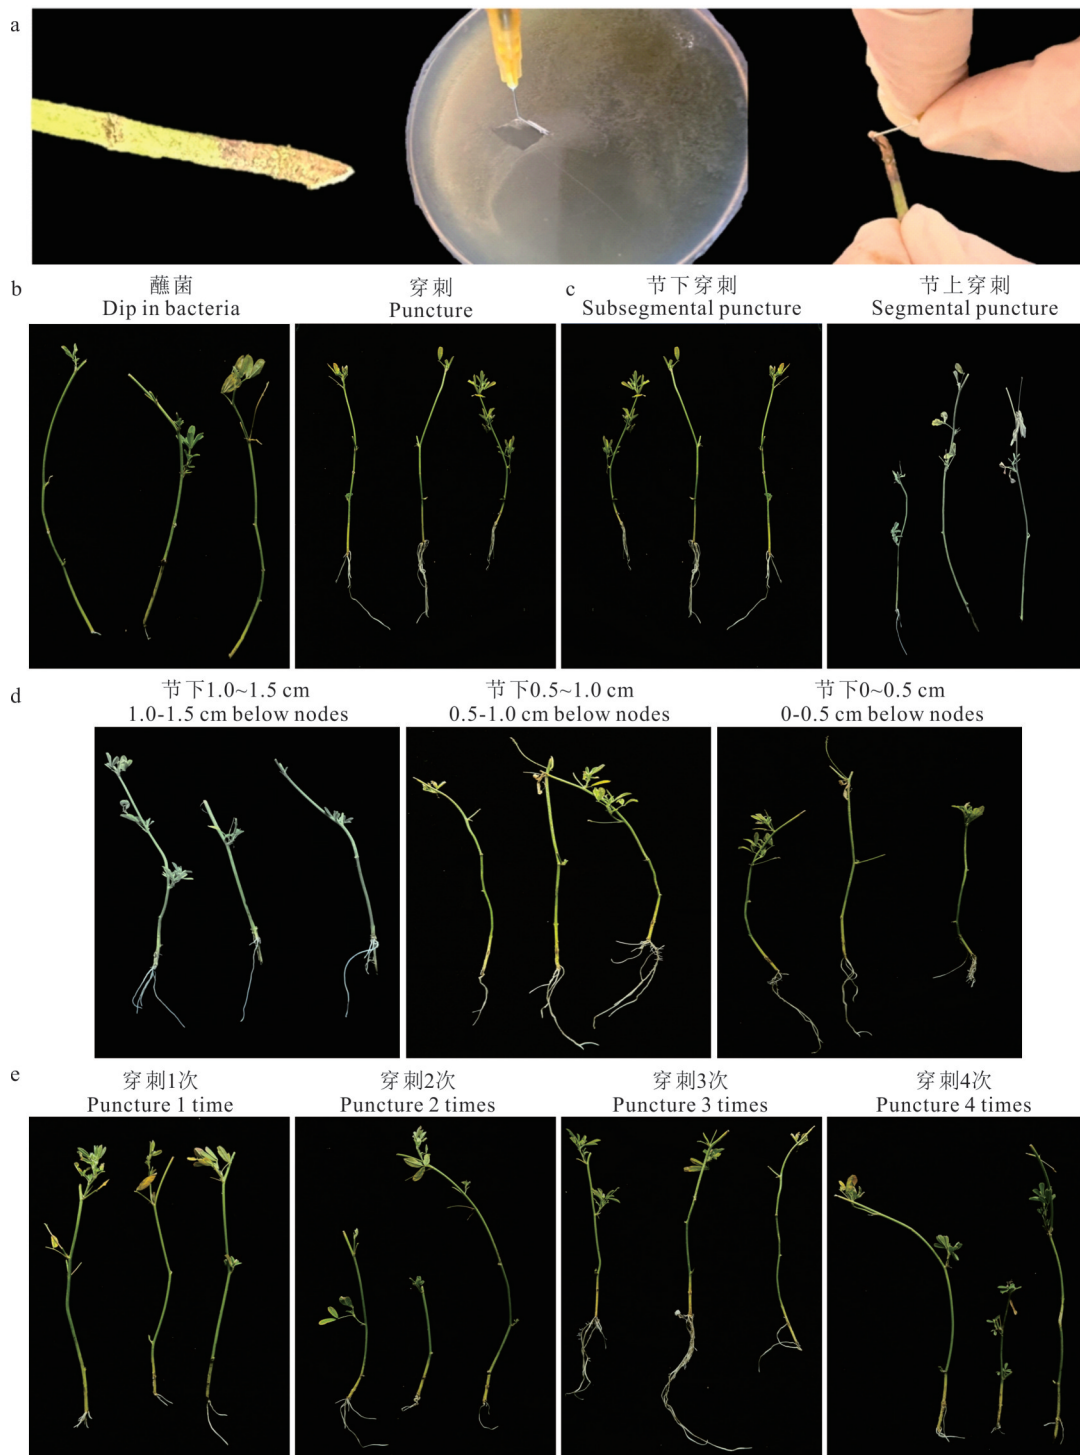 a
b
蘸菌
Dip in bacteria
穿刺
Puncture
c
节下穿刺
Subsegmental puncture
节上穿刺
Segmental puncture
d
节下1.0~1.5 cm
1.0-1.5 cm below nodes
节下0.5~1.0 cm
0.5-1.0 cm below nodes
节下0~0.5 cm
0-0.5 cm below nodes
e
穿刺1次
Puncture 1 time
穿刺2次
Puncture 2 times
穿刺3次
Puncture 3 times
穿刺4次
Puncture 4 times